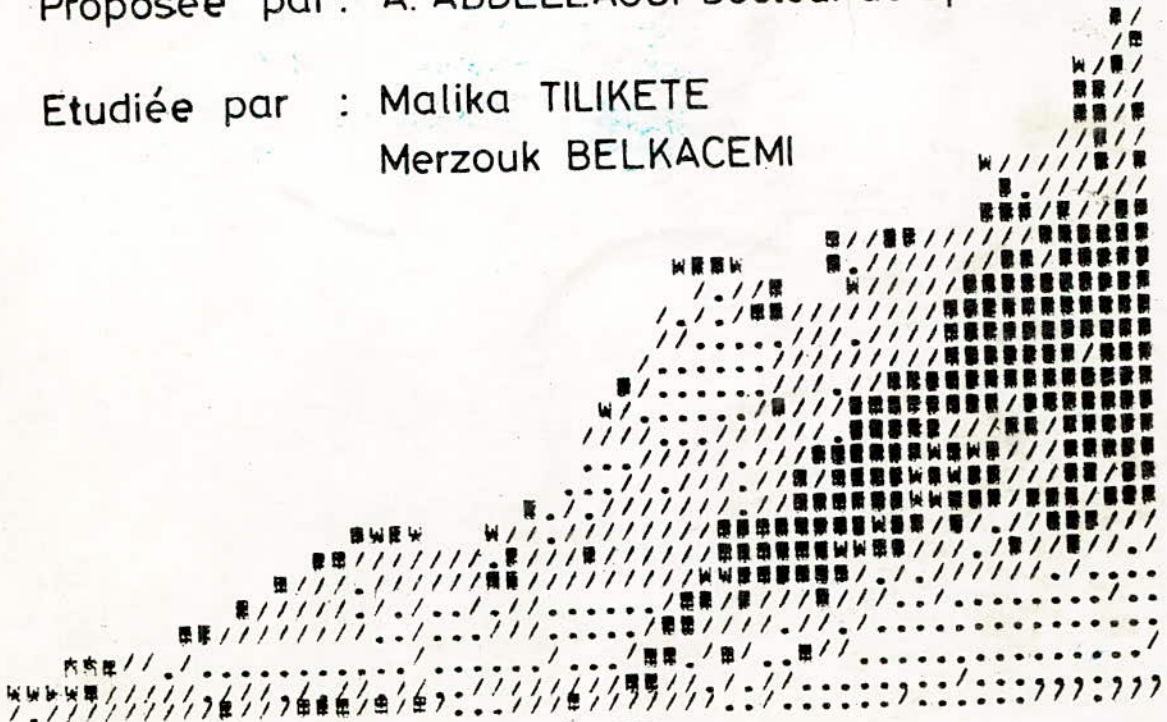 Proposée par : A. ABDELLAOUI
Etudiée par : Malika TILIKETE
Merzouk BELKACEMI